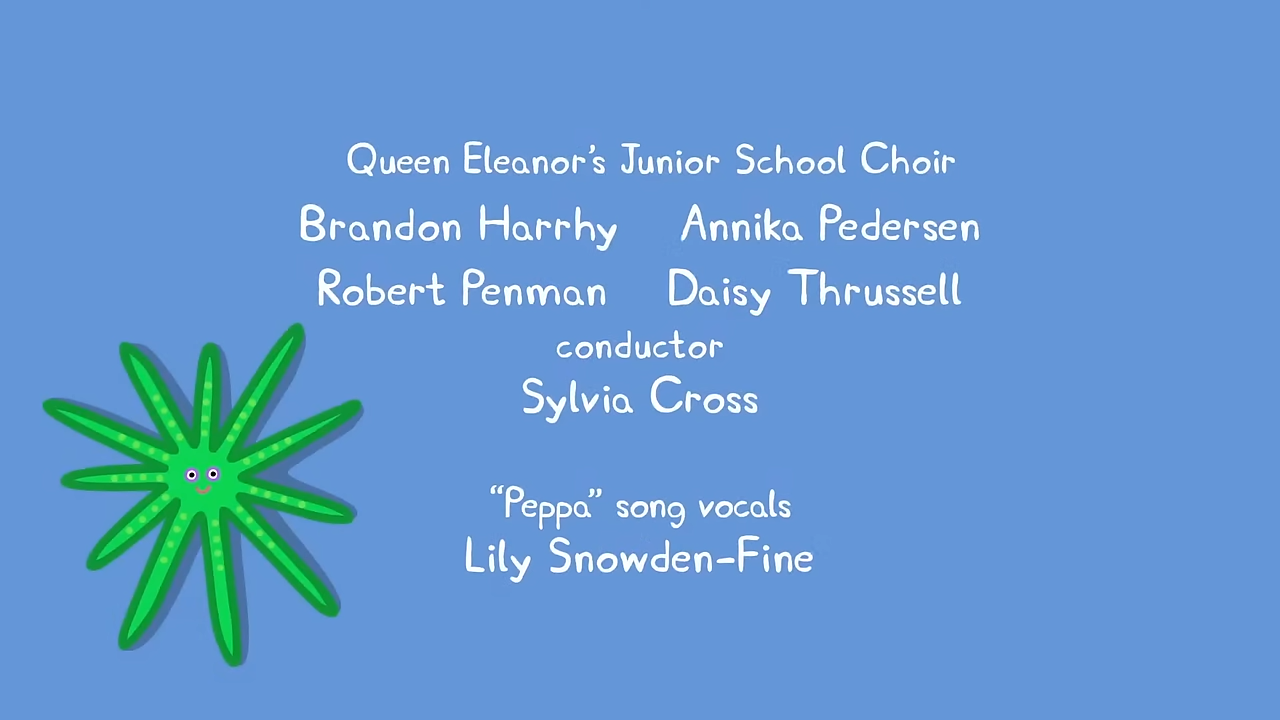 Queen Eleanor's Junior School Choir
Brandon Harrhy Annika Pedersen
Robert Penman Daisy Thrussell
conductor
Sylvia Cross
“Peppa” song vocals
Lily Snowden-Fine